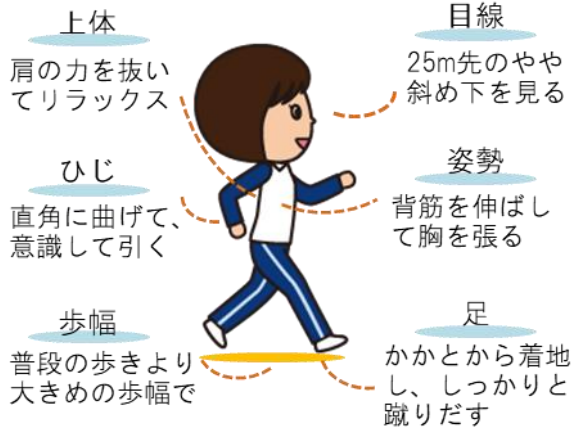 上体
肩の力を抜い
てリラックス
目線
25m先のやや
斜め下を見る
ひじ
直角に曲げて、
意識して引く
姿勢
背筋を伸ばし
て胸を張る
歩幅
普段の歩きより
大きめの歩幅で
足
かかとから着地
し、しっかりと
蹴りだす